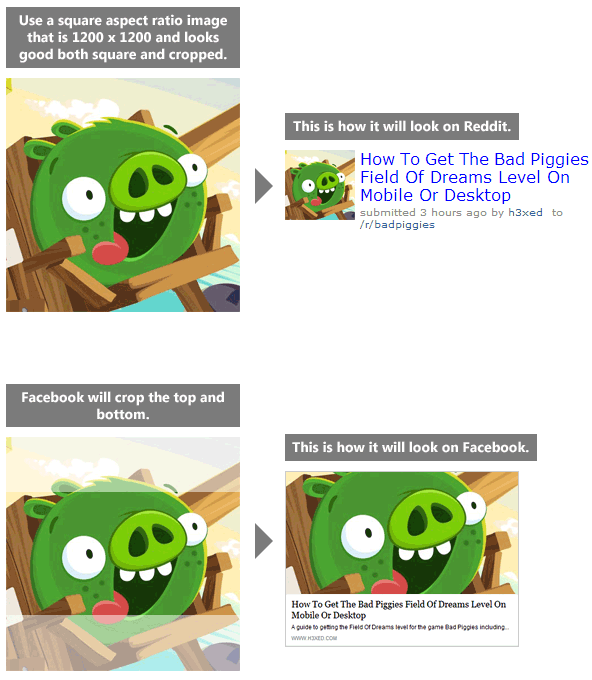 Use a square aspect ratio image
that is 1200 x 1200 and looks
good both square and cropped.
This is how it will look on Reddit.
How To Get The Bad Piggies
Field Of Dreams Level On
Mobile Or Desktop
submitted 3 hours ago by h3xed to
/r/badpiggies
Facebook will crop the top and
bottom.
This is how it will look on Facebook.
How To Get The Bad Piggies Field Of Dreams Level On
Mobile Or Desktop
A guide to getting the Field Of Dreams level for the game Bad Piggies including...
WWW.H3XED.COM